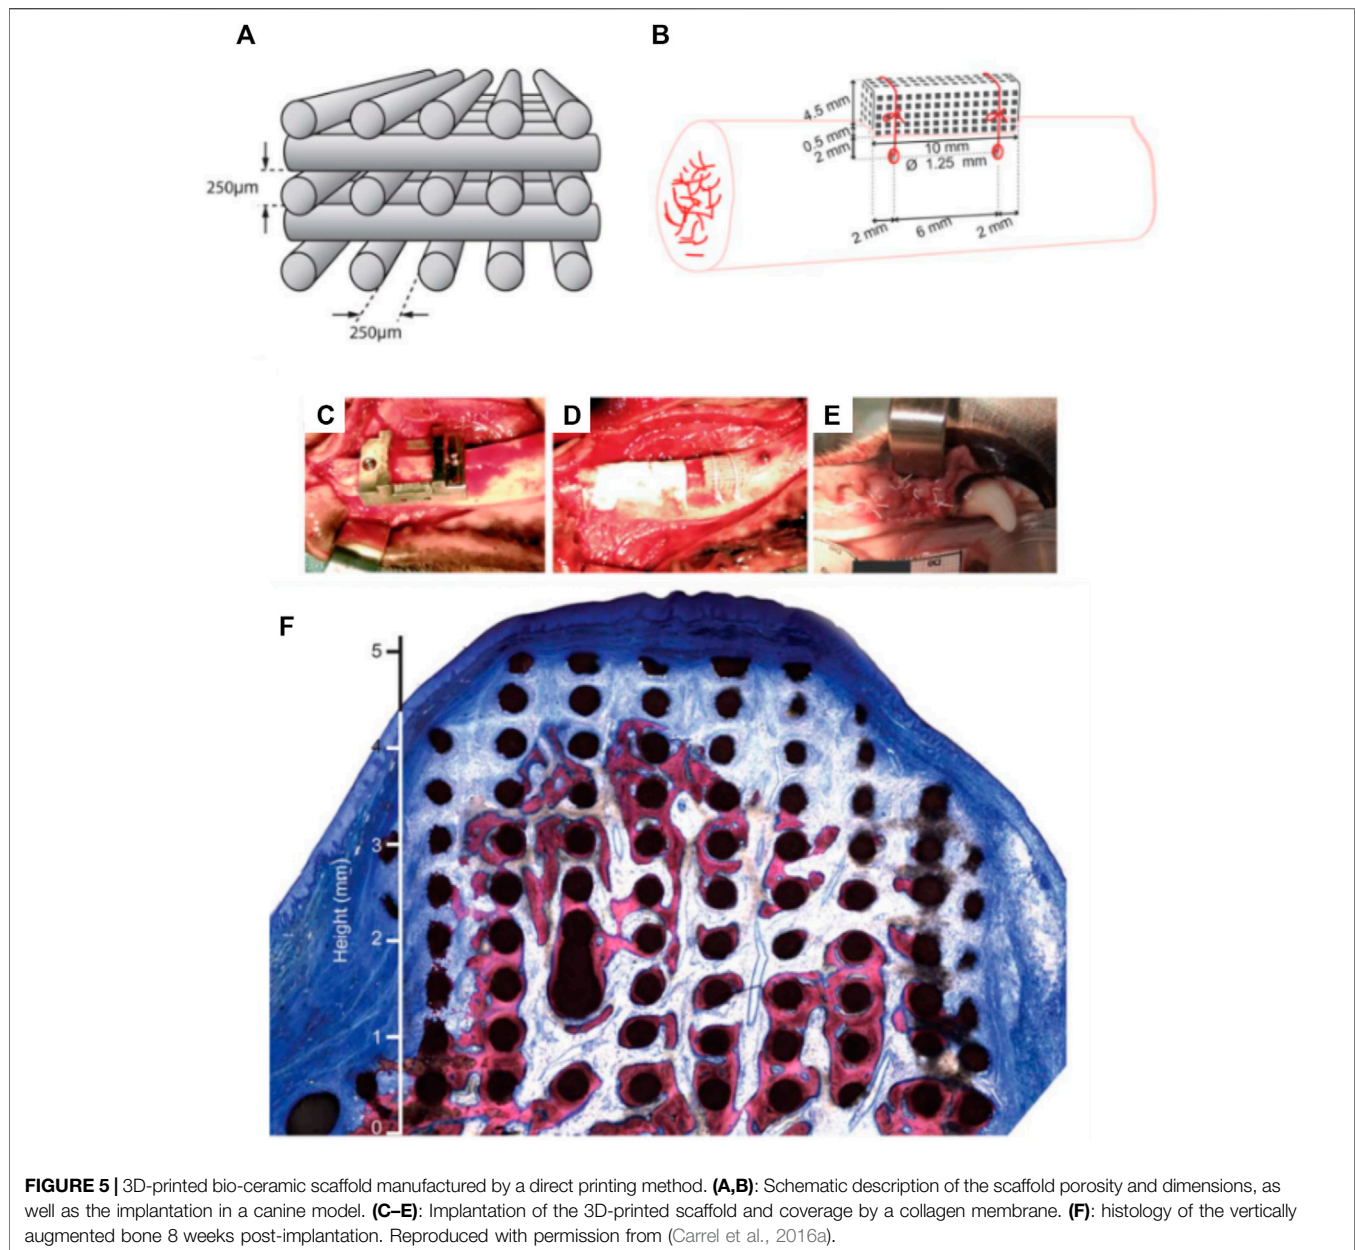 A
250µm
250µm
B
4.5 mm
0.5 mm
2 mm
10 mm
Ø 1.25 mm
2 mm
6 mm
2 mm
C
D
E
F
5
4
3
2
1
0
Height (mm)
FIGURE 5 | 3D-printed bio-ceramic scaffold manufactured by a direct printing method. (A,B): Schematic description of the scaffold porosity and dimensions, as
well as the implantation in a canine model. (C–E): Implantation of the 3D-printed scaffold and coverage by a collagen membrane. (F): histology of the vertically
augmented bone 8 weeks post-implantation. Reproduced with permission from (Carrel et al., 2016a).